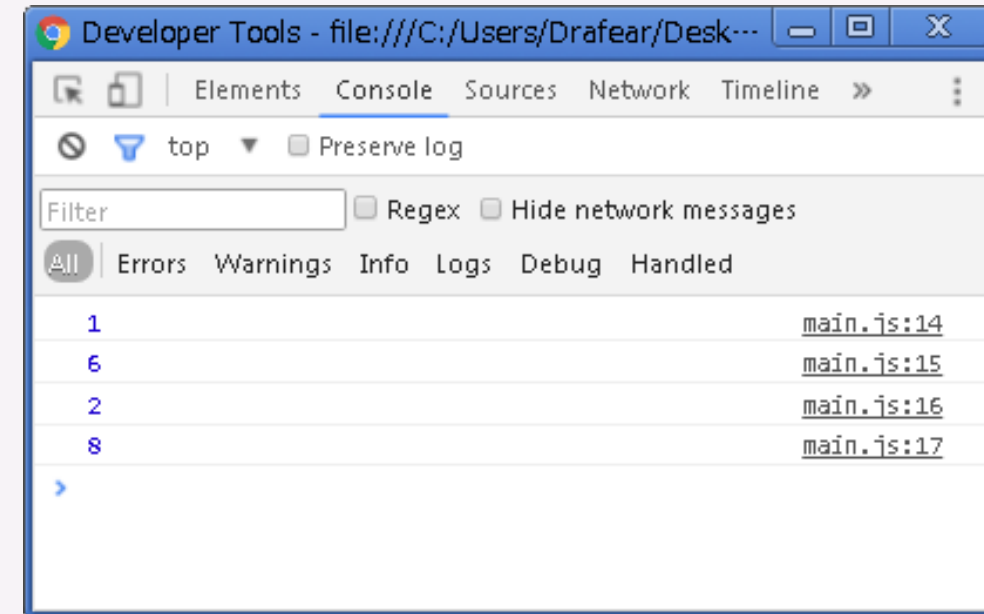 Developer Tools - file:///C:/Users/Drafear/Desk…
Elements Console Sources Network Timeline »
top ▼ Preserve log
Filter Regex Hide network messages
All Errors Warnings Info Logs Debug Handled
1 main.js:14
6 main.js:15
2 main.js:16
8 main.js:17
>